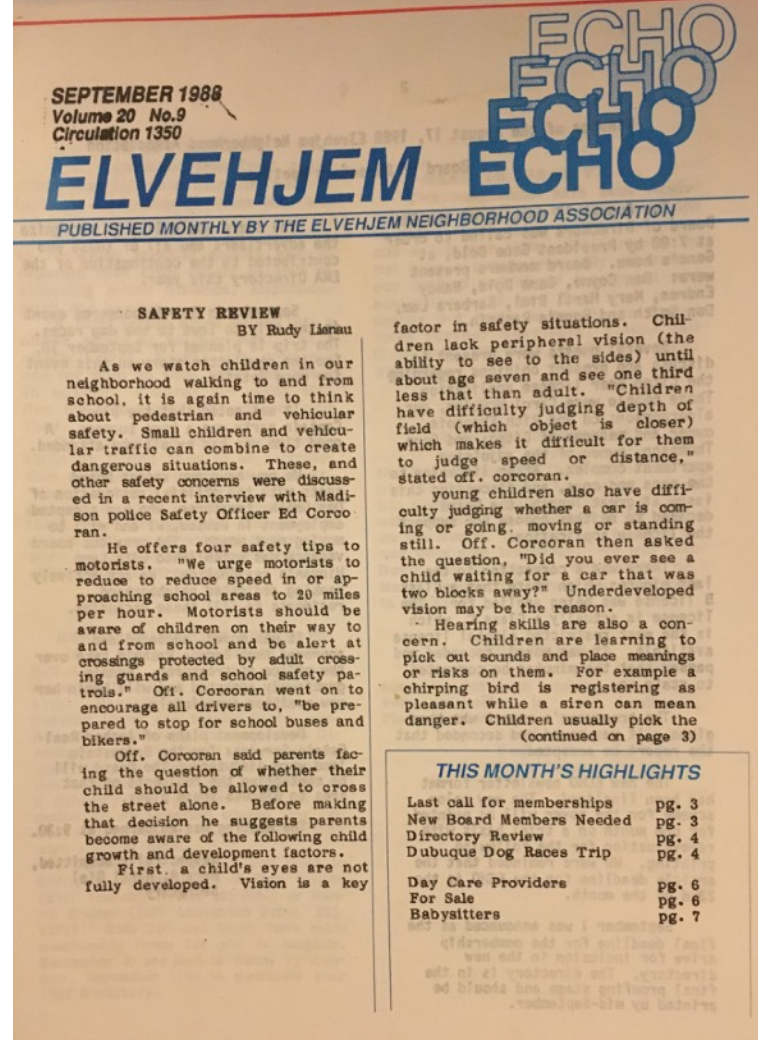 ECHO
ECHO
ECHO
ECHO
SEPTEMBER 1988
Volume 20 No.9
Circulation 1350
ELVEHJEM
PUBLISHED MONTHLY BY THE ELVEHJEM NEIGHBORHOOD ASSOCIATION
SAFETY REVIEW
BY Rudy Lienau
As we watch children in our
neighborhood walking to and from
school, it is again time to think
about pedestrian and vehicular
safety. Small children and vehicu-
lar traffic can combine to create
dangerous situations. These, and
other safety concerns were discuss-
ed in a recent interview with Madi-
son police Safety Officer Ed Corco
ran.
He offers four safety tips to
motorists. "We urge motorists to
reduce to reduce speed in or ap-
proaching school areas to 20 miles
per hour. Motorists should be
aware of children on their way to
and from school and be alert at
crossings protected by adult cross-
ing guards and school safety pa-
trols." Off. Corcoran went on to
encourage all drivers to, "be pre-
pared to stop for school buses and
bikers."
Off. Corcoran said parents fac-
ing the question of whether their
child should be allowed to cross
the street alone. Before making
that decision he suggests parents
become aware of the following child
growth and development factors.
First, a child's eyes are not
fully developed. Vision is a key
factor in safety situations. Chil-
dren lack peripheral vision (the
ability to see to the sides) until
about age seven and see one third
less that than adult. "Children
have difficulty judging depth of
field (which object is closer)
which makes it difficult for them
to judge speed or distance,"
stated off. corcoran.
young children also have diffi-
culty judging whether a car is com-
ing or going, moving or standing
still. Off. Corcoran then asked
the question, "Did you ever see a
child waiting for a car that was
two blocks away?" Underdeveloped
vision may be the reason.
Hearing skills are also a con-
cern. Children are learning to
pick out sounds and place meanings
or risks on them. For example a
chirping bird is registering as
pleasant while a siren can mean
danger. Children usually pick the
(continued on page 3)
THIS MONTH'S HIGHLIGHTS
Last call for memberships pg. 3
New Board Members Needed pg. 3
Directory Review pg. 4
Dubuque Dog Races Trip pg. 4
Day Care Providers pg. 6
For Sale pg. 6
Babysitters pg. 7